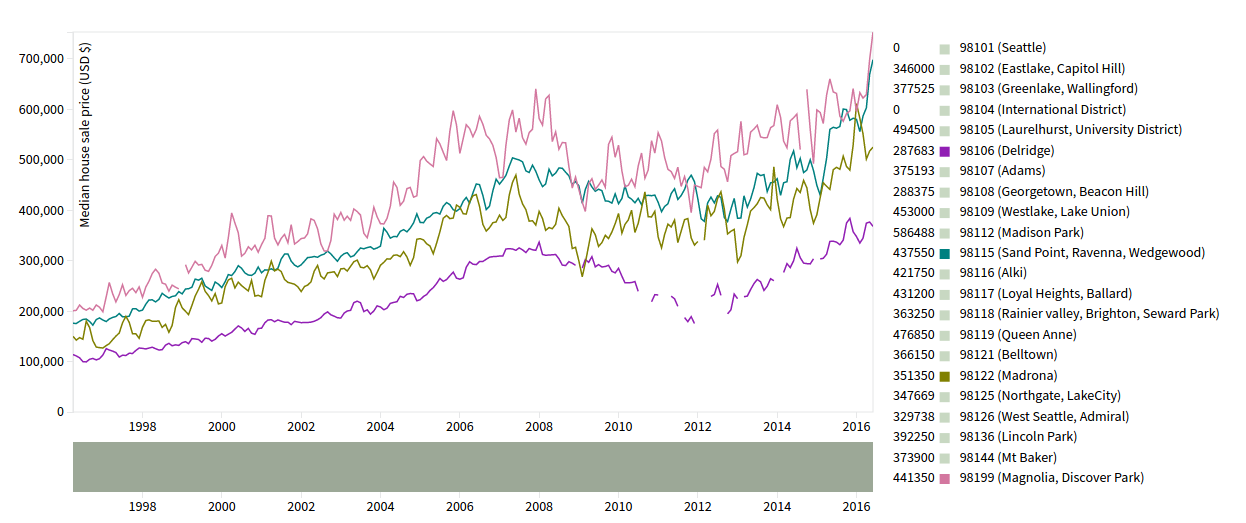 Median house sale price (USD $)
700,000
600,000
500,000
400,000
300,000
200,000
100,000
0
1998 2000 2002 2004 2006 2008 2010 2012 2014 2016
1998 2000 2002 2004 2006 2008 2010 2012 2014 2016
0 98101 (Seattle)
346000 98102 (Eastlake, Capitol Hill)
377525 98103 (Greenlake, Wallingford)
0 98104 (International District)
494500 98105 (Laurelhurst, University District)
287683 98106 (Delridge)
375193 98107 (Adams)
288375 98108 (Georgetown, Beacon Hill)
453000 98109 (Westlake, Lake Union)
586488 98112 (Madison Park)
437550 98115 (Sand Point, Ravenna, Wedgewood)
421750 98116 (Alki)
431200 98117 (Loyal Heights, Ballard)
363250 98118 (Rainier valley, Brighton, Seward Park)
476850 98119 (Queen Anne)
366150 98121 (Belltown)
351350 98122 (Madrona)
347669 98125 (Northgate, LakeCity)
329738 98126 (West Seattle, Admiral)
392250 98136 (Lincoln Park)
373900 98144 (Mt Baker)
441350 98199 (Magnolia, Discover Park)